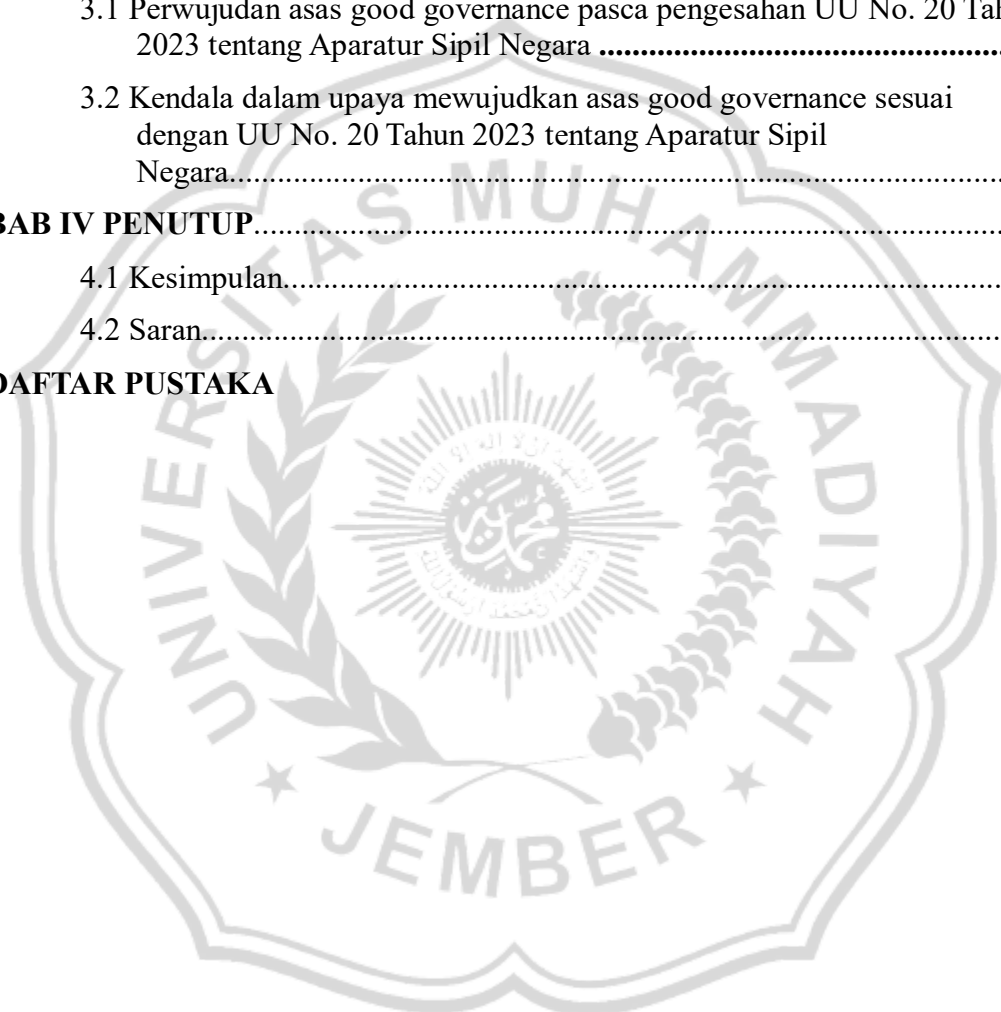 3.1 Perwujudan asas good governance pasca pengesahan UU No. 20
2023 tentang Aparatur Sipil Negara ..................................................
3.2 Kendala dalam upaya mewujudkan asas good governance sesuai
dengan UU No. 20 Tahun 2023 tentang Aparatur Sipil
Negara....................................................................................................
BAB IV PENUTUP............................................................................................
4.1 Kesimpulan..........................................................................................
4.2 Saran....................................................................................................
DAFTAR PUSTAKA
UNIVERSITAS MUHAMMADIYAH
JEMBER